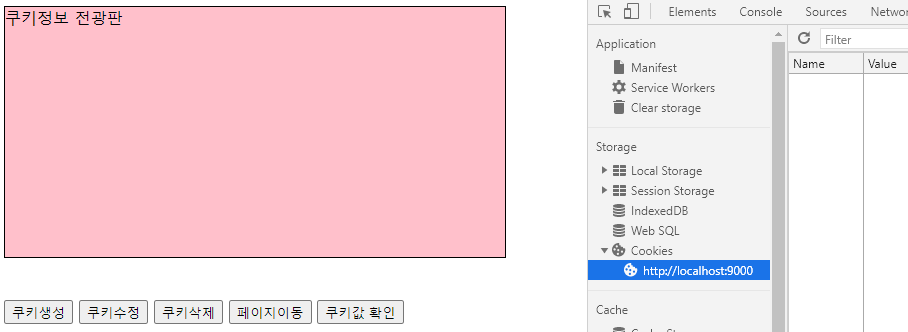 쿠키정보 전광판
쿠키생성 쿠키수정 쿠키삭제 페이지이동 쿠키값 확인
Elements Console Sources
Application
Manifest
Service Workers
Clear storage
Storage
Local Storage
Session Storage
IndexedDB
Web SQL
Cookies
http://localhost:9000
Cache
Filter
Name Value